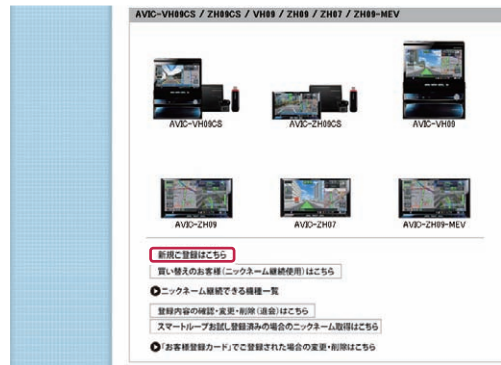 AVIC-VH09CS / ZH09CS / VH09 / ZH09 / ZH07 / ZH09-MEV
AVIC-VH09CS
AVIC-ZH09CS
AVIC-VH09
AVIC-ZH09
AVIC-ZH07
AVIC-ZH09-MEV
新規ご登録はこちら
買い替えのお客様(ニックネーム継続使用)はこちら
ニックネーム継続できる機種一覧
登録内容の確認・変更・削除(退会)はこちら
スマートループお試し登録済みの場合のニックネーム取得はこちら
「お客様登録カード」でご登録された場合の変更・削除はこちら